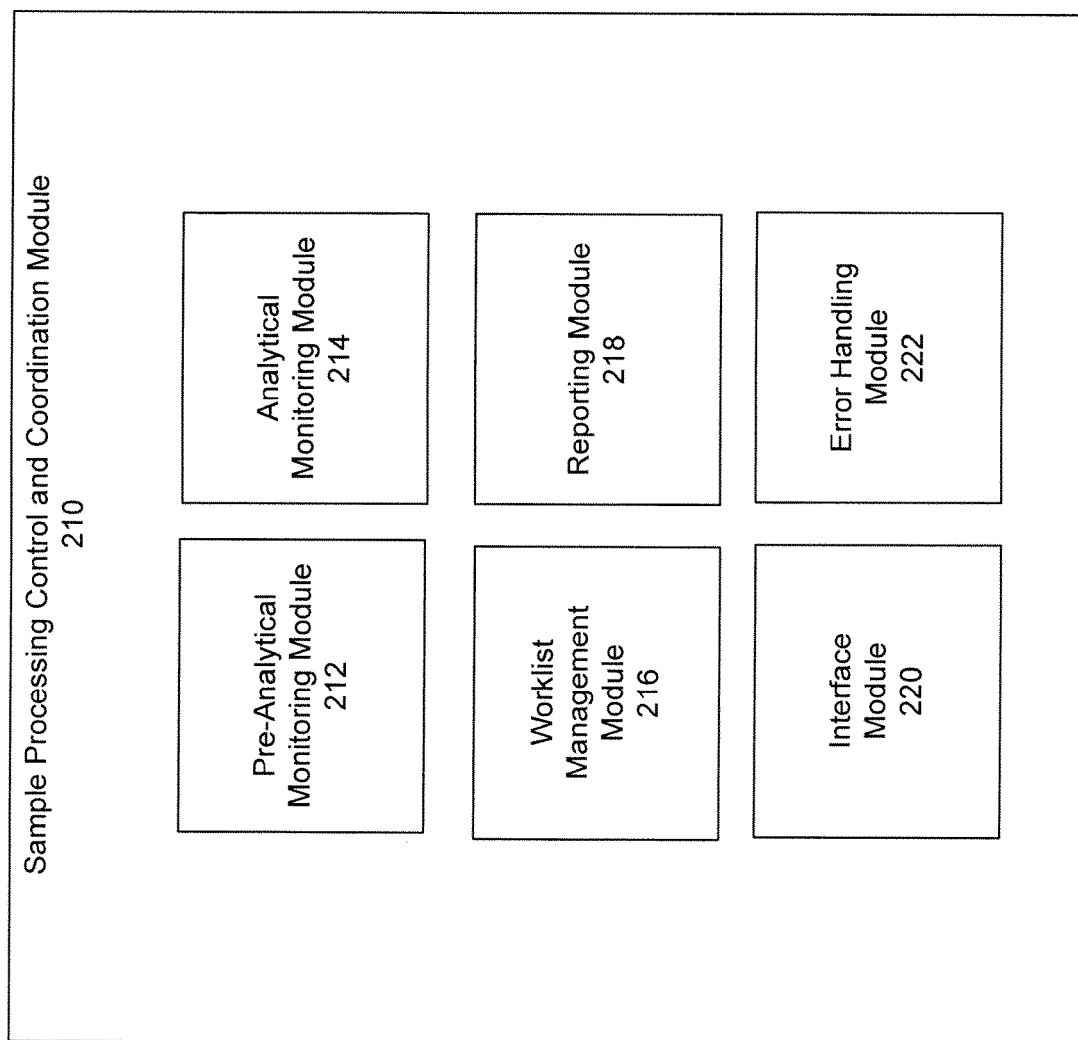 Sample Processing Control and Coordination Module
210
Pre-Analytical
Monitoring Module
212
Analytical
Monitoring Module
214
Worklist
Management
Module
216
Reporting Module
218
Interface
Module
220
Error Handling
Module
222